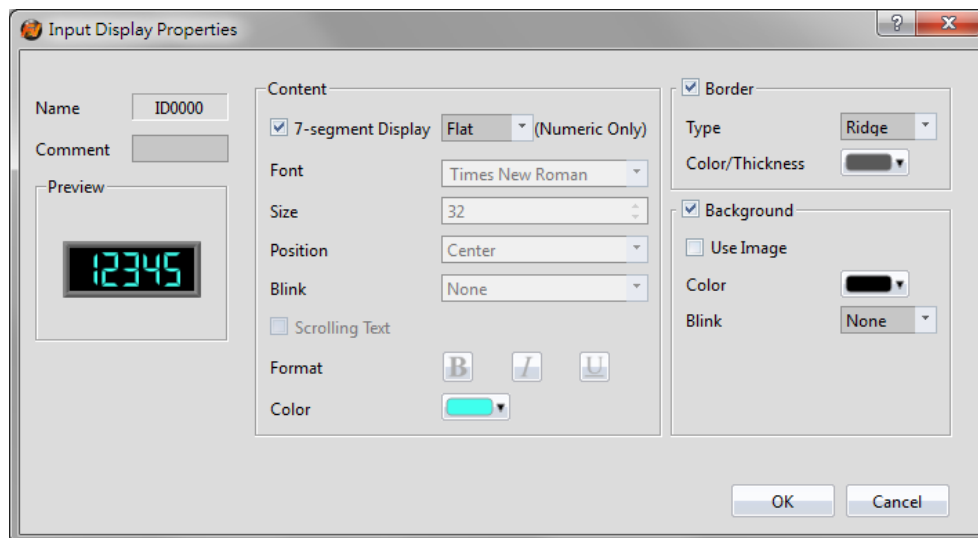 Input Display Properties
?
X
Name ID0000
Comment
Preview
12345
Content
7-segment Display Flat (Numeric Only)
Font Times New Roman
Size 32
Position Center
Blink None
Scrolling Text
Format B I U
Color
Border
Type Ridge
Color/Thickness
Background
Use Image
Color
Blink None
OK Cancel